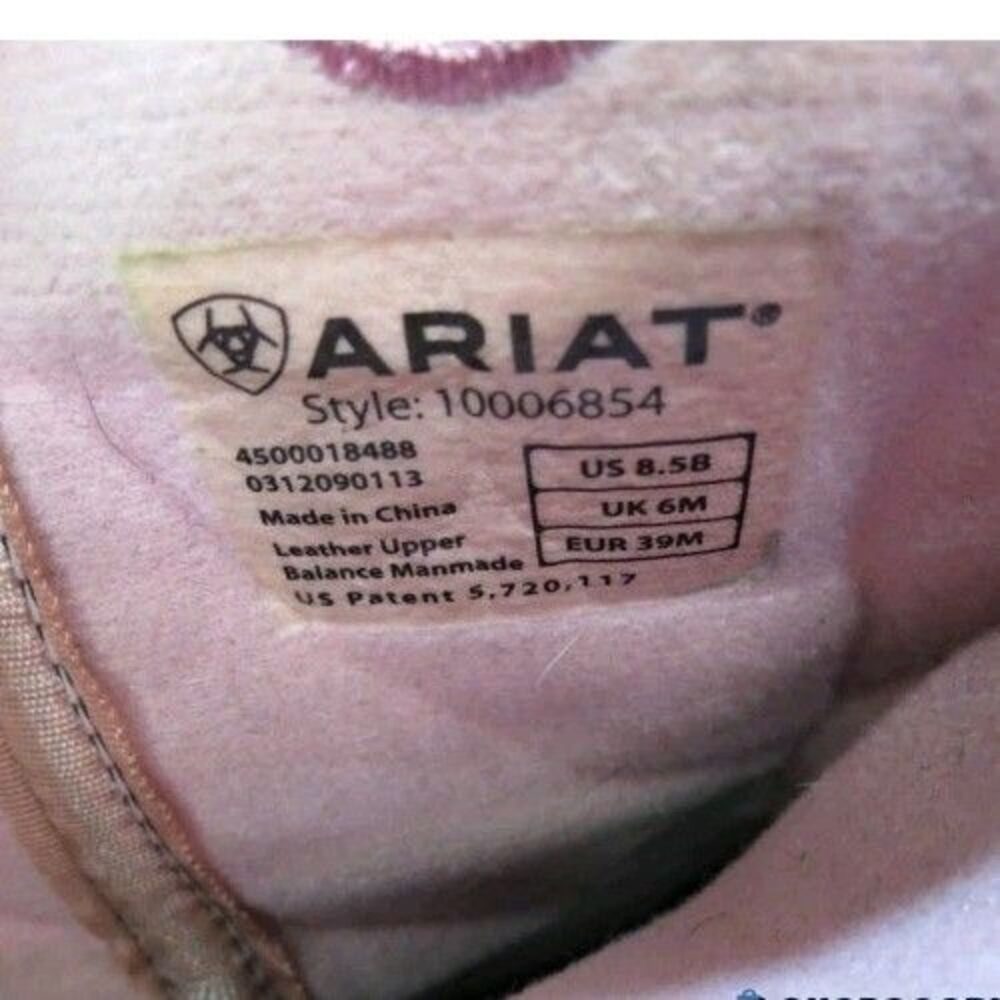 ARIAT®
Style: 10006854
4500018488
0312090113
Made in China
Leather Upper
Balance Manmade
US Patent 5,720,117
US 8.5B
UK 6M
EUR 39M